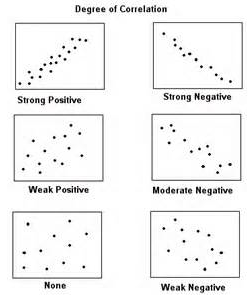 Degree of Correlation
Strong Positive
Strong Negative
Weak Positive
Moderate Negative
None
Weak Negative